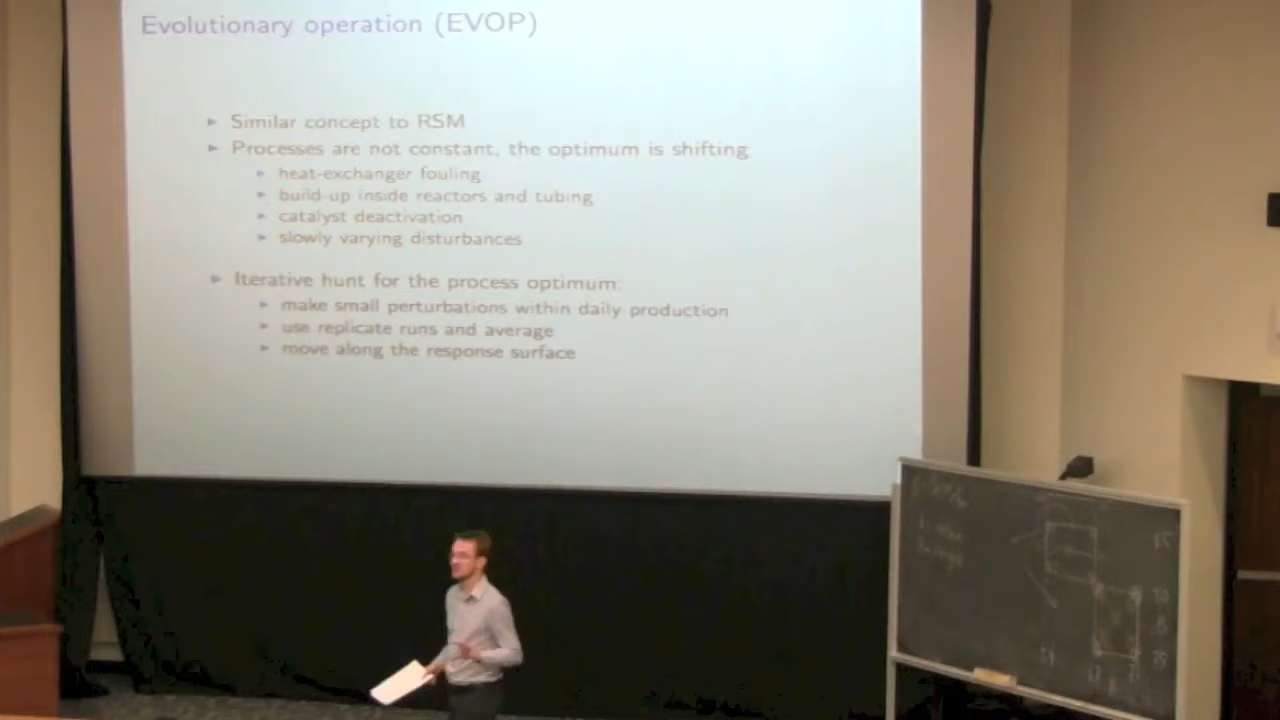 Evolutionary operation (EVOP)
► Similar concept to RSM
► Processes are not constant, the optimum is shifting
► heat-exchanger fouling
► build-up inside reactors and tubing
► catalyst deactivation
► slowly varying disturbances
► Iterative hunt for the process optimum:
► make small perturbations within daily production
► use replicate runs and average
► move along the response surface